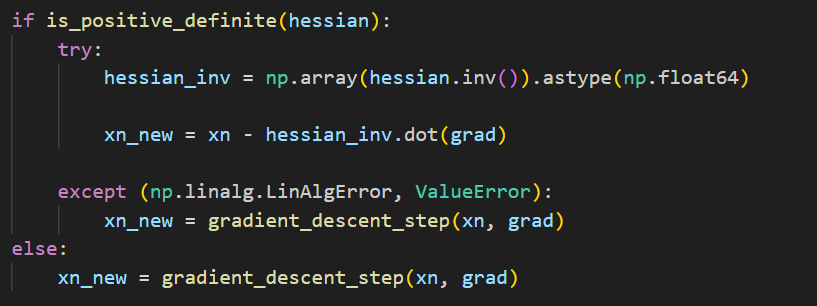 if is_positive_definite(hessian):
    try:
        hessian_inv = np.array(hessian.inv()).astype(np.float64)
        xn_new = xn - hessian_inv.dot(grad)
    except (np.linalg.LinAlgError, ValueError):
        xn_new = gradient_descent_step(xn, grad)
else:
    xn_new = gradient_descent_step(xn, grad)